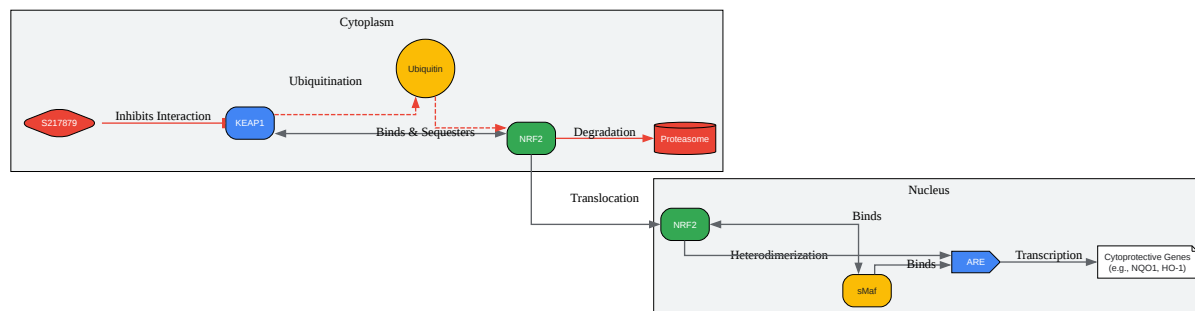 Cytoplasm
Ubiquitination
Ubiquitin
S217879
Inhibits Interaction
KEAP1
Binds & Sequesters
NRF2
Degradation
Proteasome
Translocation
Nucleus
NRF2
Binds
Heterodimerization
Binds
sMaf
ARE
Transcription
Cytoprotective Genes
(e.g., NQO1, HO-1)